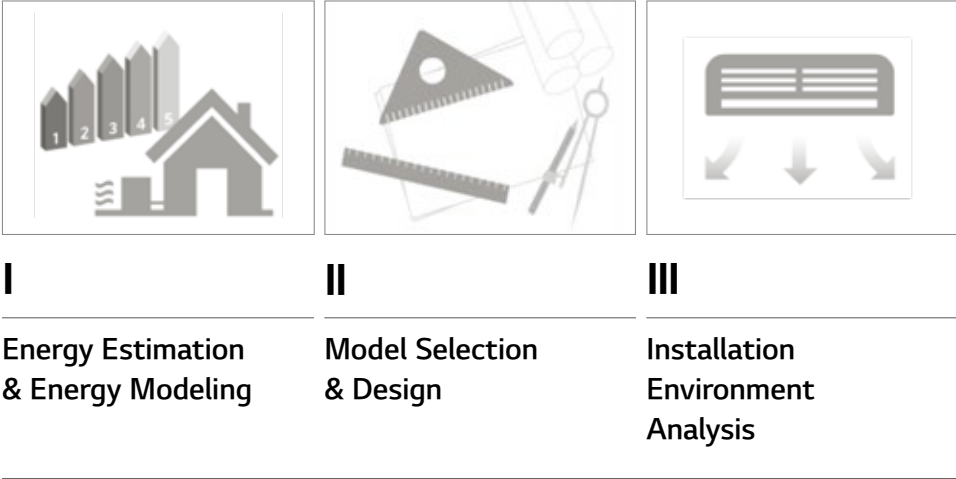 1 2 3 4 5
I
Energy Estimation
& Energy Modeling
II
Model Selection
& Design
III
Installation
Environment
Analysis